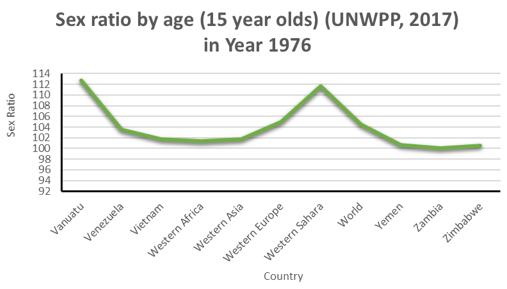 Sex ratio by age (15 year olds) (UNWPP, 2017)
in Year 1976
Sex Ratio
114
112
110
108
106
104
102
100
98
96
94
92
Vanuatu
Venezuela
Vietnam
Western Africa
Western Asia
Western Europe
Western Sahara
World
Yemen
Zambia
Zimbabwe
Country